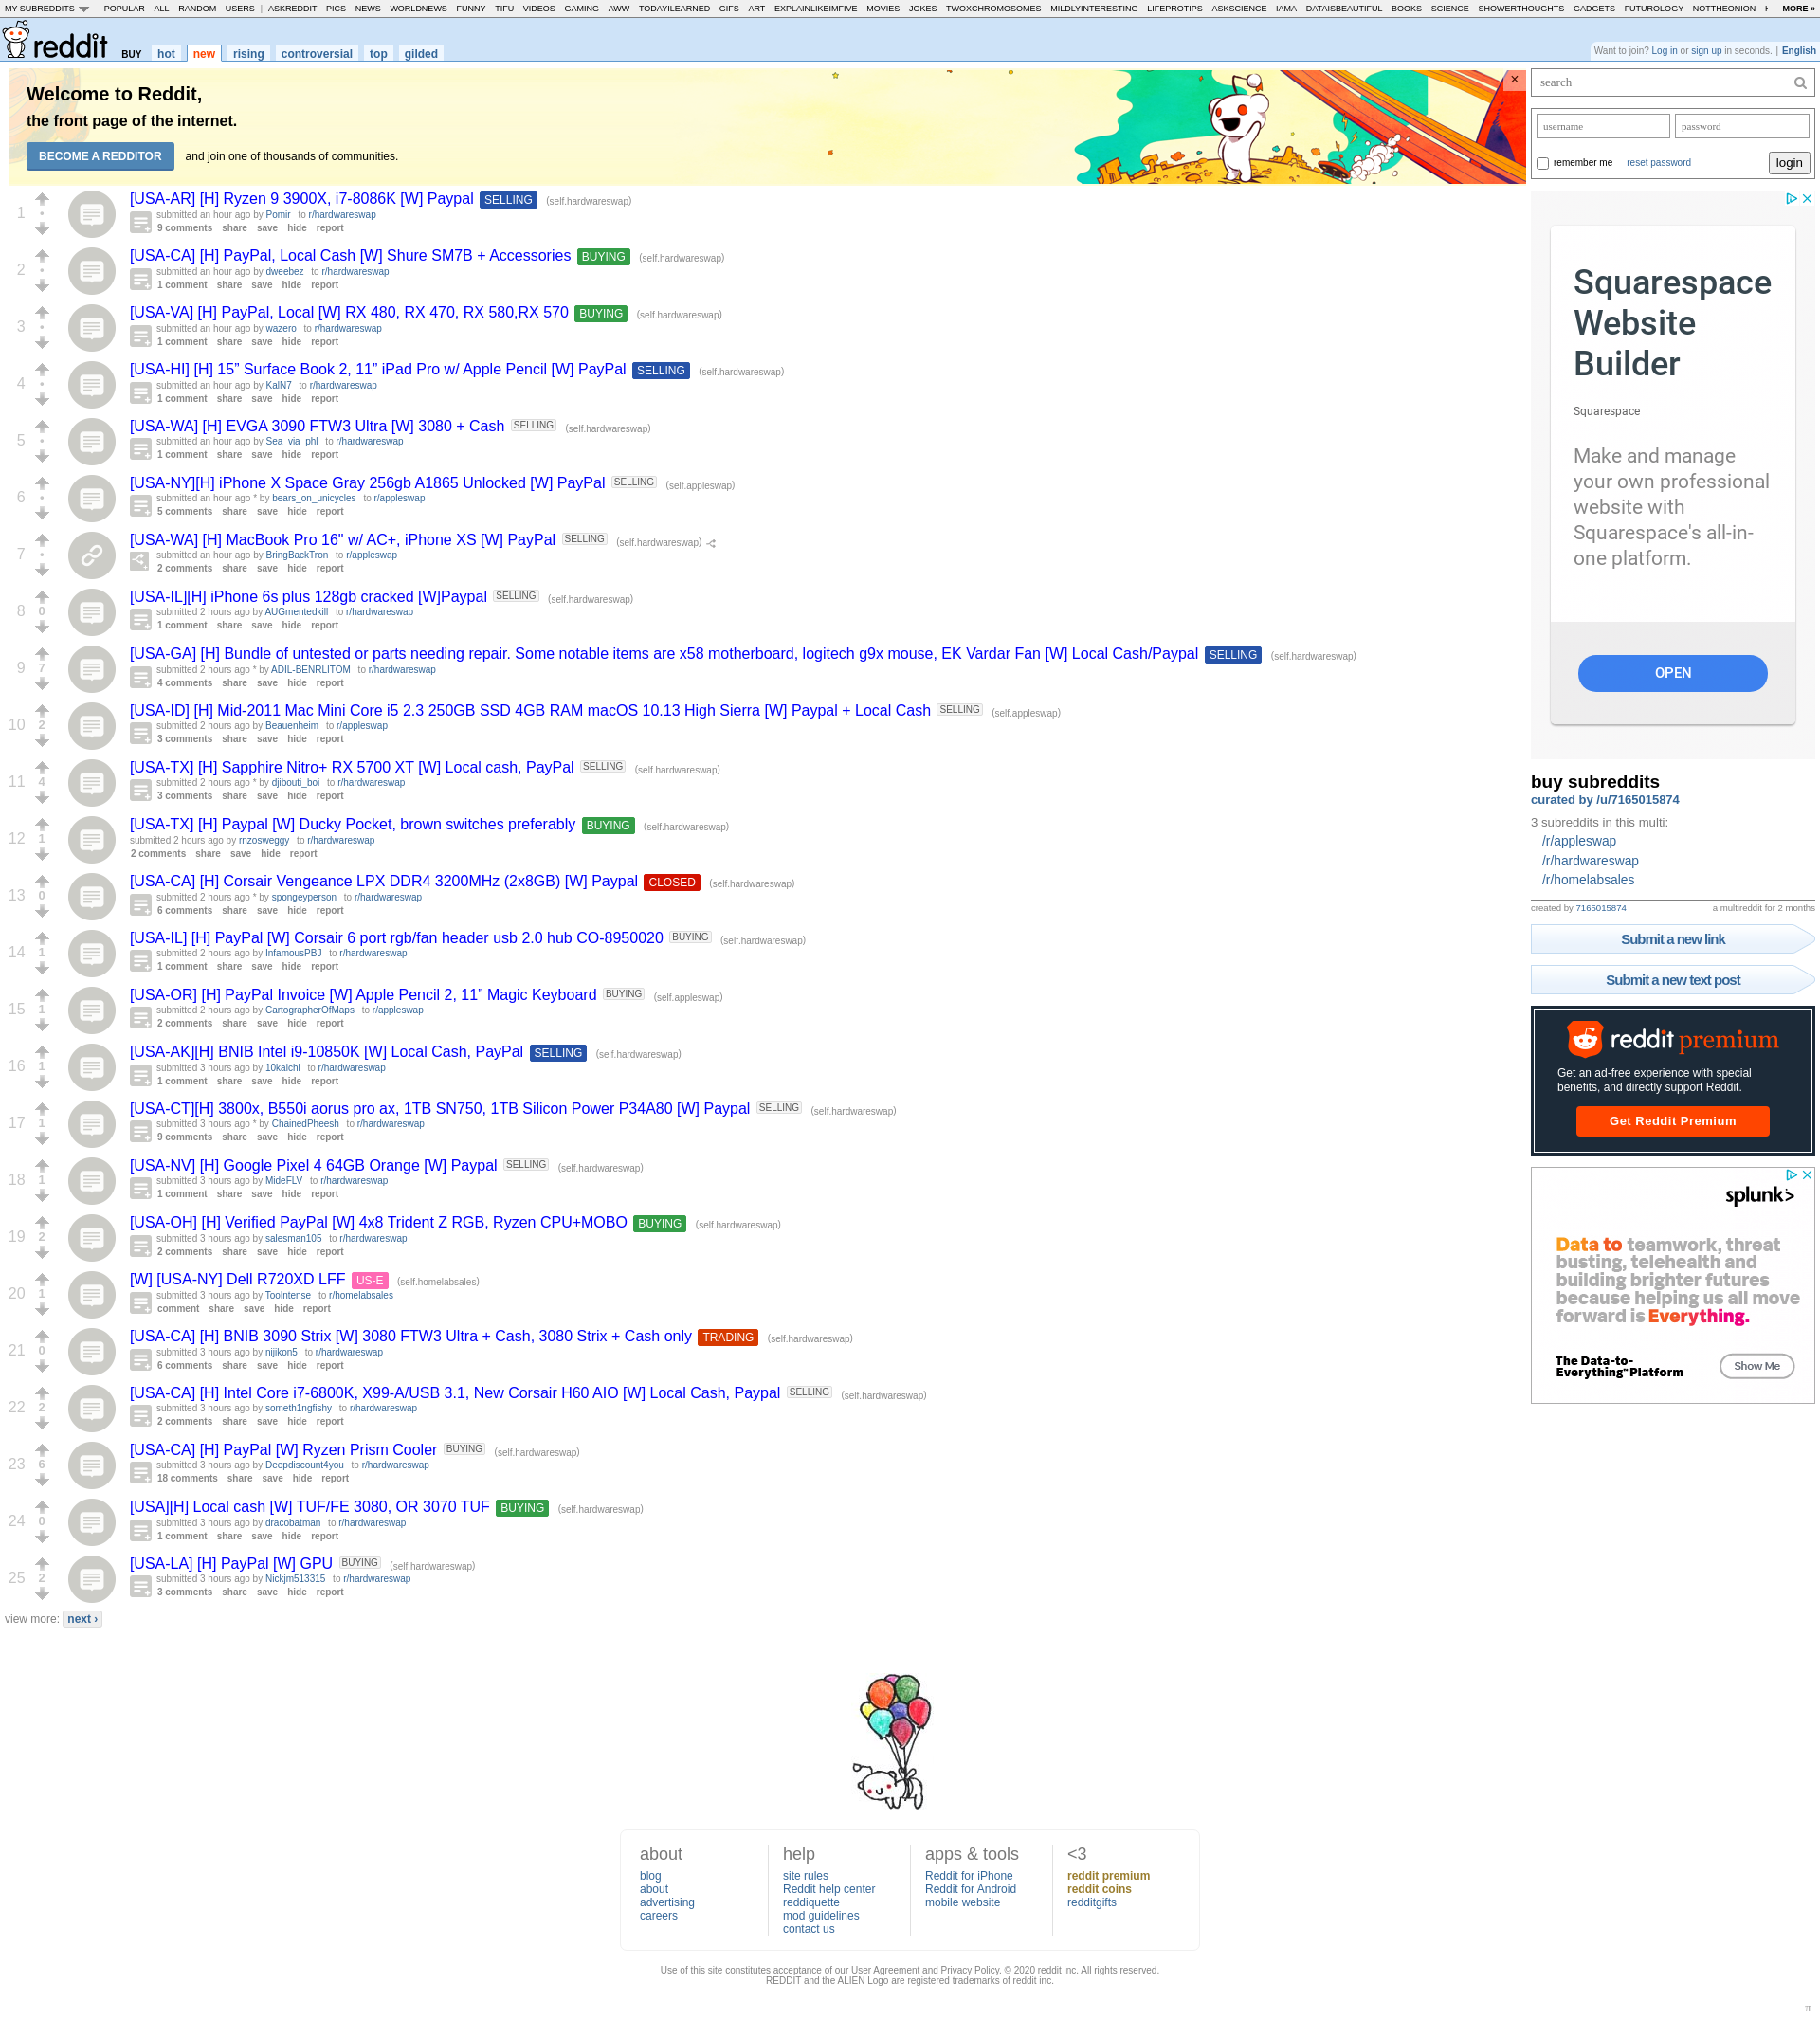 MY SUBREDDITS POPULAR - ALL - RANDOM - USERS | ASKREDDIT - PICS - NEWS - WORLDNEWS - FUNNY - TIFU - VIDEOS - GAMING - AWW - TODAYILEARNED - GIFS - ART - EXPLAINLIKEIMFIVE - MOVIES - JOKES - TWOXCHROMOSOMES - MILDLYINTERESTING - LIFEPROTIPS - ASKSCIENCE - IAMA - DATAISBEAUTIFUL - BOOKS - SCIENCE - SHOWERTHOUGHTS - GADGETS - FUTUROLOGY - NOTTHEONION - MORE »
reddit BUY hot new rising controversial top gilded
Want to join? Log in or sign up in seconds. | English
Welcome to Reddit,
the front page of the internet.
BECOME A REDDITOR and join one of thousands of communities.
×
1
[USA-AR] [H] Ryzen 9 3900X, i7-8086K [W] Paypal SELLING (self.hardwareswap)
submitted an hour ago by Pomir to r/hardwareswap
9 comments share save hide report
2
[USA-CA] [H] PayPal, Local Cash [W] Shure SM7B + Accessories BUYING (self.hardwareswap)
submitted an hour ago by dweebez to r/hardwareswap
1 comment share save hide report
3
[USA-VA] [H] PayPal, Local [W] RX 480, RX 470, RX 580,RX 570 BUYING (self.hardwareswap)
submitted an hour ago by wazero to r/hardwareswap
1 comment share save hide report
4
[USA-HI] [H] 15” Surface Book 2, 11” iPad Pro w/ Apple Pencil [W] PayPal SELLING (self.hardwareswap)
submitted an hour ago by KalN7 to r/hardwareswap
1 comment share save hide report
5
[USA-WA] [H] EVGA 3090 FTW3 Ultra [W] 3080 + Cash SELLING (self.hardwareswap)
submitted an hour ago by Sea_via_phl to r/hardwareswap
1 comment share save hide report
6
[USA-NY][H] iPhone X Space Gray 256gb A1865 Unlocked [W] PayPal SELLING (self.appleswap)
submitted an hour ago * by bears_on_unicycles to r/appleswap
5 comments share save hide report
7
[USA-WA] [H] MacBook Pro 16" w/ AC+, iPhone XS [W] PayPal SELLING (self.hardwareswap)
submitted an hour ago by BringBackTron to r/appleswap
2 comments share save hide report
8 0
[USA-IL][H] iPhone 6s plus 128gb cracked [W]Paypal SELLING (self.hardwareswap)
submitted 2 hours ago by AUGmentedkill to r/hardwareswap
1 comment share save hide report
9 7
[USA-GA] [H] Bundle of untested or parts needing repair. Some notable items are x58 motherboard, logitech g9x mouse, EK Vardar Fan [W] Local Cash/Paypal SELLING (self.hardwareswap)
submitted 2 hours ago * by ADIL-BENRLITOM to r/hardwareswap
4 comments share save hide report
10 2
[USA-ID] [H] Mid-2011 Mac Mini Core i5 2.3 250GB SSD 4GB RAM macOS 10.13 High Sierra [W] Paypal + Local Cash SELLING (self.appleswap)
submitted 2 hours ago by Beauenheim to r/appleswap
3 comments share save hide report
11 4
[USA-TX] [H] Sapphire Nitro+ RX 5700 XT [W] Local cash, PayPal SELLING (self.hardwareswap)
submitted 2 hours ago * by djibouti_boi to r/hardwareswap
3 comments share save hide report
12 1
[USA-TX] [H] Paypal [W] Ducky Pocket, brown switches preferably BUYING (self.hardwareswap)
submitted 2 hours ago by rnzosweggy to r/hardwareswap
2 comments share save hide report
13 0
[USA-CA] [H] Corsair Vengeance LPX DDR4 3200MHz (2x8GB) [W] Paypal CLOSED (self.hardwareswap)
submitted 2 hours ago * by spongeyperson to r/hardwareswap
6 comments share save hide report
14 1
[USA-IL] [H] PayPal [W] Corsair 6 port rgb/fan header usb 2.0 hub CO-8950020 BUYING (self.hardwareswap)
submitted 2 hours ago by InfamousPBJ to r/hardwareswap
1 comment share save hide report
15 1
[USA-OR] [H] PayPal Invoice [W] Apple Pencil 2, 11” Magic Keyboard BUYING (self.appleswap)
submitted 2 hours ago by CartographerOfMaps to r/appleswap
2 comments share save hide report
16 1
[USA-AK][H] BNIB Intel i9-10850K [W] Local Cash, PayPal SELLING (self.hardwareswap)
submitted 3 hours ago by 10kaichi to r/hardwareswap
1 comment share save hide report
17 1
[USA-CT][H] 3800x, B550i aorus pro ax, 1TB SN750, 1TB Silicon Power P34A80 [W] Paypal SELLING (self.hardwareswap)
submitted 3 hours ago * by ChainedPheesh to r/hardwareswap
9 comments share save hide report
18 1
[USA-NV] [H] Google Pixel 4 64GB Orange [W] Paypal SELLING (self.hardwareswap)
submitted 3 hours ago by MideFLV to r/hardwareswap
1 comment share save hide report
19 2
[USA-OH] [H] Verified PayPal [W] 4x8 Trident Z RGB, Ryzen CPU+MOBO BUYING (self.hardwareswap)
submitted 3 hours ago by salesman105 to r/hardwareswap
2 comments share save hide report
20 1
[W] [USA-NY] Dell R720XD LFF US-E (self.homelabsales)
submitted 3 hours ago by TooIntense to r/homelabsales
comment share save hide report
21 0
[USA-CA] [H] BNIB 3090 Strix [W] 3080 FTW3 Ultra + Cash, 3080 Strix + Cash only TRADING (self.hardwareswap)
submitted 3 hours ago by nijikon5 to r/hardwareswap
6 comments share save hide report
22 2
[USA-CA] [H] Intel Core i7-6800K, X99-A/USB 3.1, New Corsair H60 AIO [W] Local Cash, Paypal SELLING (self.hardwareswap)
submitted 3 hours ago by someth1ngfishy to r/hardwareswap
2 comments share save hide report
23 6
[USA-CA] [H] PayPal [W] Ryzen Prism Cooler BUYING (self.hardwareswap)
submitted 3 hours ago by Deepdiscount4you to r/hardwareswap
18 comments share save hide report
24 0
[USA][H] Local cash [W] TUF/FE 3080, OR 3070 TUF BUYING (self.hardwareswap)
submitted 3 hours ago by dracobatman to r/hardwareswap
1 comment share save hide report
25 2
[USA-LA] [H] PayPal [W] GPU BUYING (self.hardwareswap)
submitted 3 hours ago by Nickjm513315 to r/hardwareswap
3 comments share save hide report
view more: next ›
search
username password
remember me reset password login
Squarespace
Website
Builder
Squarespace
Make and manage
your own professional
website with
Squarespace's all-in-
one platform.
OPEN
buy subreddits
curated by /u/7165015874
3 subreddits in this multi:
/r/appleswap
/r/hardwareswap
/r/homelabsales
created by 7165015874 a multireddit for 2 months
Submit a new link
Submit a new text post
reddit premium
Get an ad-free experience with special
benefits, and directly support Reddit.
Get Reddit Premium
splunk>
Data to teamwork, threat
busting, telehealth and
building brighter futures
because helping us all move
forward is Everything.
The Data-to-
Everything™ Platform
Show Me
about
blog
about
advertising
careers
help
site rules
Reddit help center
reddiquette
mod guidelines
contact us
apps & tools
Reddit for iPhone
Reddit for Android
mobile website
<3
reddit premium
reddit coins
redditgifts
Use of this site constitutes acceptance of our User Agreement and Privacy Policy. © 2020 reddit inc. All rights reserved.
REDDIT and the ALIEN Logo are registered trademarks of reddit inc.
π